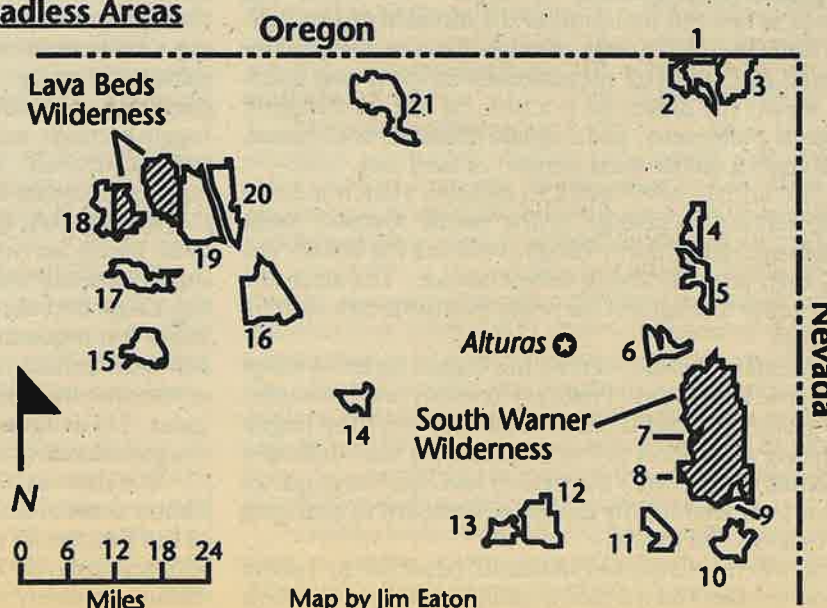 adless Areas
Oregon
1
Lava Beds
Wilderness
2
3
21
18
20
19
4
17
5
16
Alturas
6
15
Nevada
14
South Warner
Wilderness
7
8
12
13
9
11
10
N
0 6 12 18 24
Miles
Map by Jim Eaton